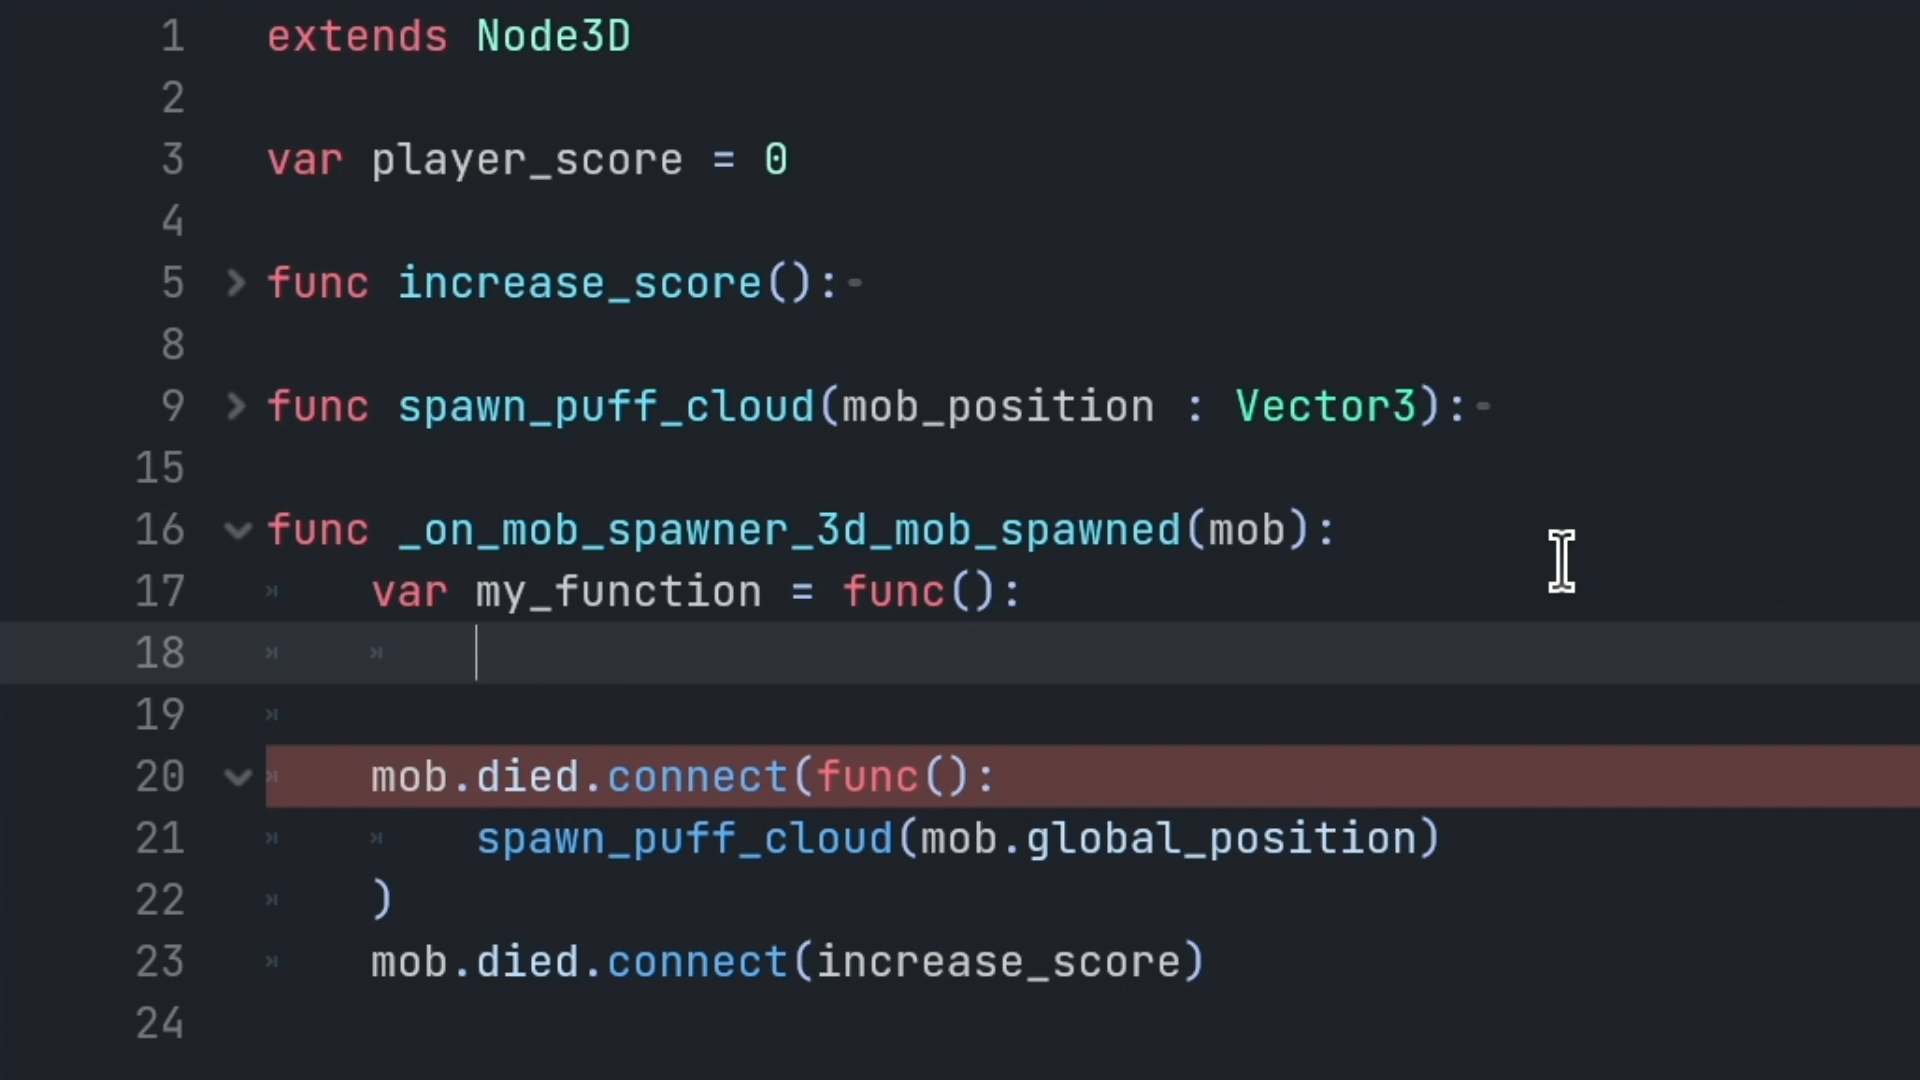 1 extends Node3D
2
3 var player_score = 0
4
5 func increase_score():
8
9 func spawn_puff_cloud(mob_position : Vector3):
15
16 func _on_mob_spawner_3d_mob_spawned(mob):
17 var my_function = func():
18
19
20 mob.died.connect(func():
21 spawn_puff_cloud(mob.global_position)
22 )
23 mob.died.connect(increase_score)
24